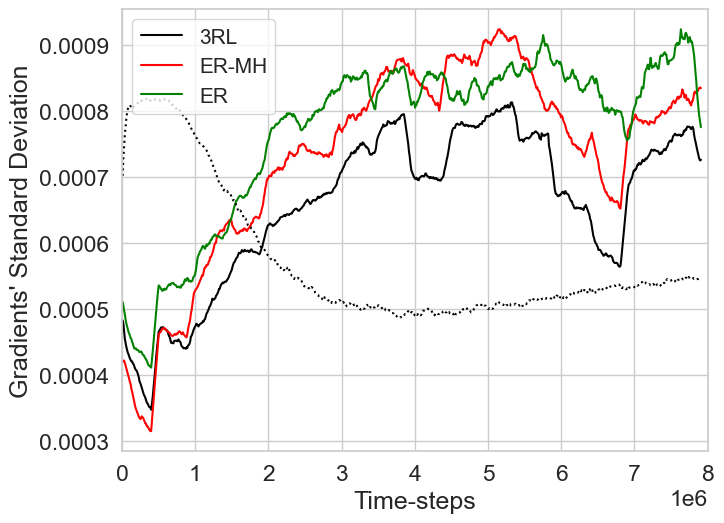 3RL
ER-MH
ER
Gradients' Standard Deviation
0.0009
0.0008
0.0007
0.0006
0.0005
0.0004
0.0003
0 1 2 3 4 5 6 7 8
Time-steps
1e6